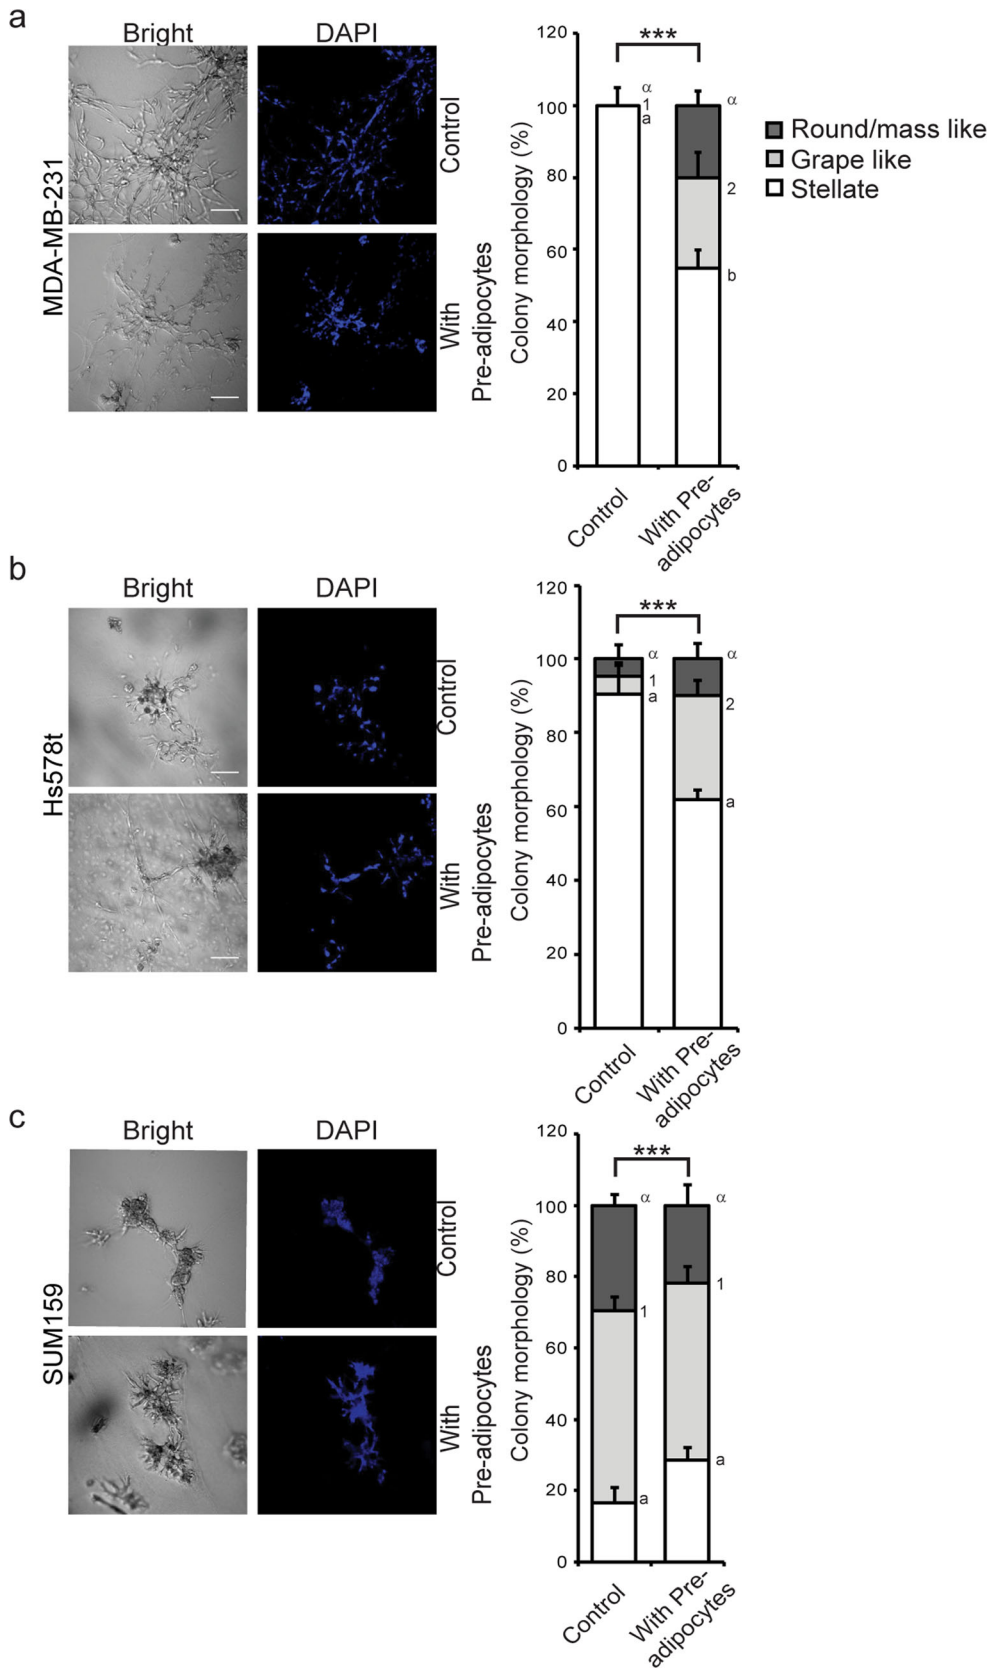 a
Bright
DAPI
MDA-MB-231
Control
With
Pre-adipocytes
Colony morphology (%)
120
100
80
60
40
20
0
***
α
1
a
α
2
b
Control
With Pre-
adipocytes
Round/mass like
Grape like
Stellate
b
Bright
DAPI
Hs578t
Control
With
Pre-adipocytes
Colony morphology (%)
120
100
80
60
40
20
0
***
α
1
a
α
2
a
Control
With Pre-
adipocytes
c
Bright
DAPI
SUM159
Control
With
Pre-adipocytes
Colony morphology (%)
120
100
80
60
40
20
0
***
α
1
a
α
1
a
Control
With Pre-
adipocytes